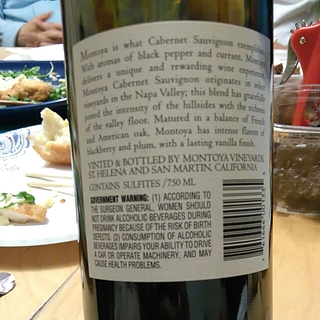 Montoya is what Cabernet Sauvignon exemplifies.
With aromas of black pepper and currant, Montoya
delivers a unique and rewarding wine experience.
Montoya Cabernet Sauvignon originates in select
vineyards in the Napa Valley; this blend has gracefully
joined the intensity of the hillsides with the richness
of the valley floor. Matured in a balance of French
and American oak, Montoya has intense flavors of
blackberry and plum, with a lasting vanilla finish.
VINTED & BOTTLED BY MONTOYA VINEYARDS
ST. HELENA AND SAN MARTIN, CALIFORNIA
CONTAINS SULFITES /750 ML
GOVERNMENT WARNING: (1) ACCORDING TO
THE SURGEON GENERAL, WOMEN SHOULD
NOT DRINK ALCOHOLIC BEVERAGES DURING
PREGNANCY BECAUSE OF THE RISK OF BIRTH
DEFECTS. (2) CONSUMPTION OF ALCOHOLIC
BEVERAGES IMPAIRS YOUR ABILITY TO DRIVE
A CAR OR OPERATE MACHINERY, AND MAY
CAUSE HEALTH PROBLEMS.